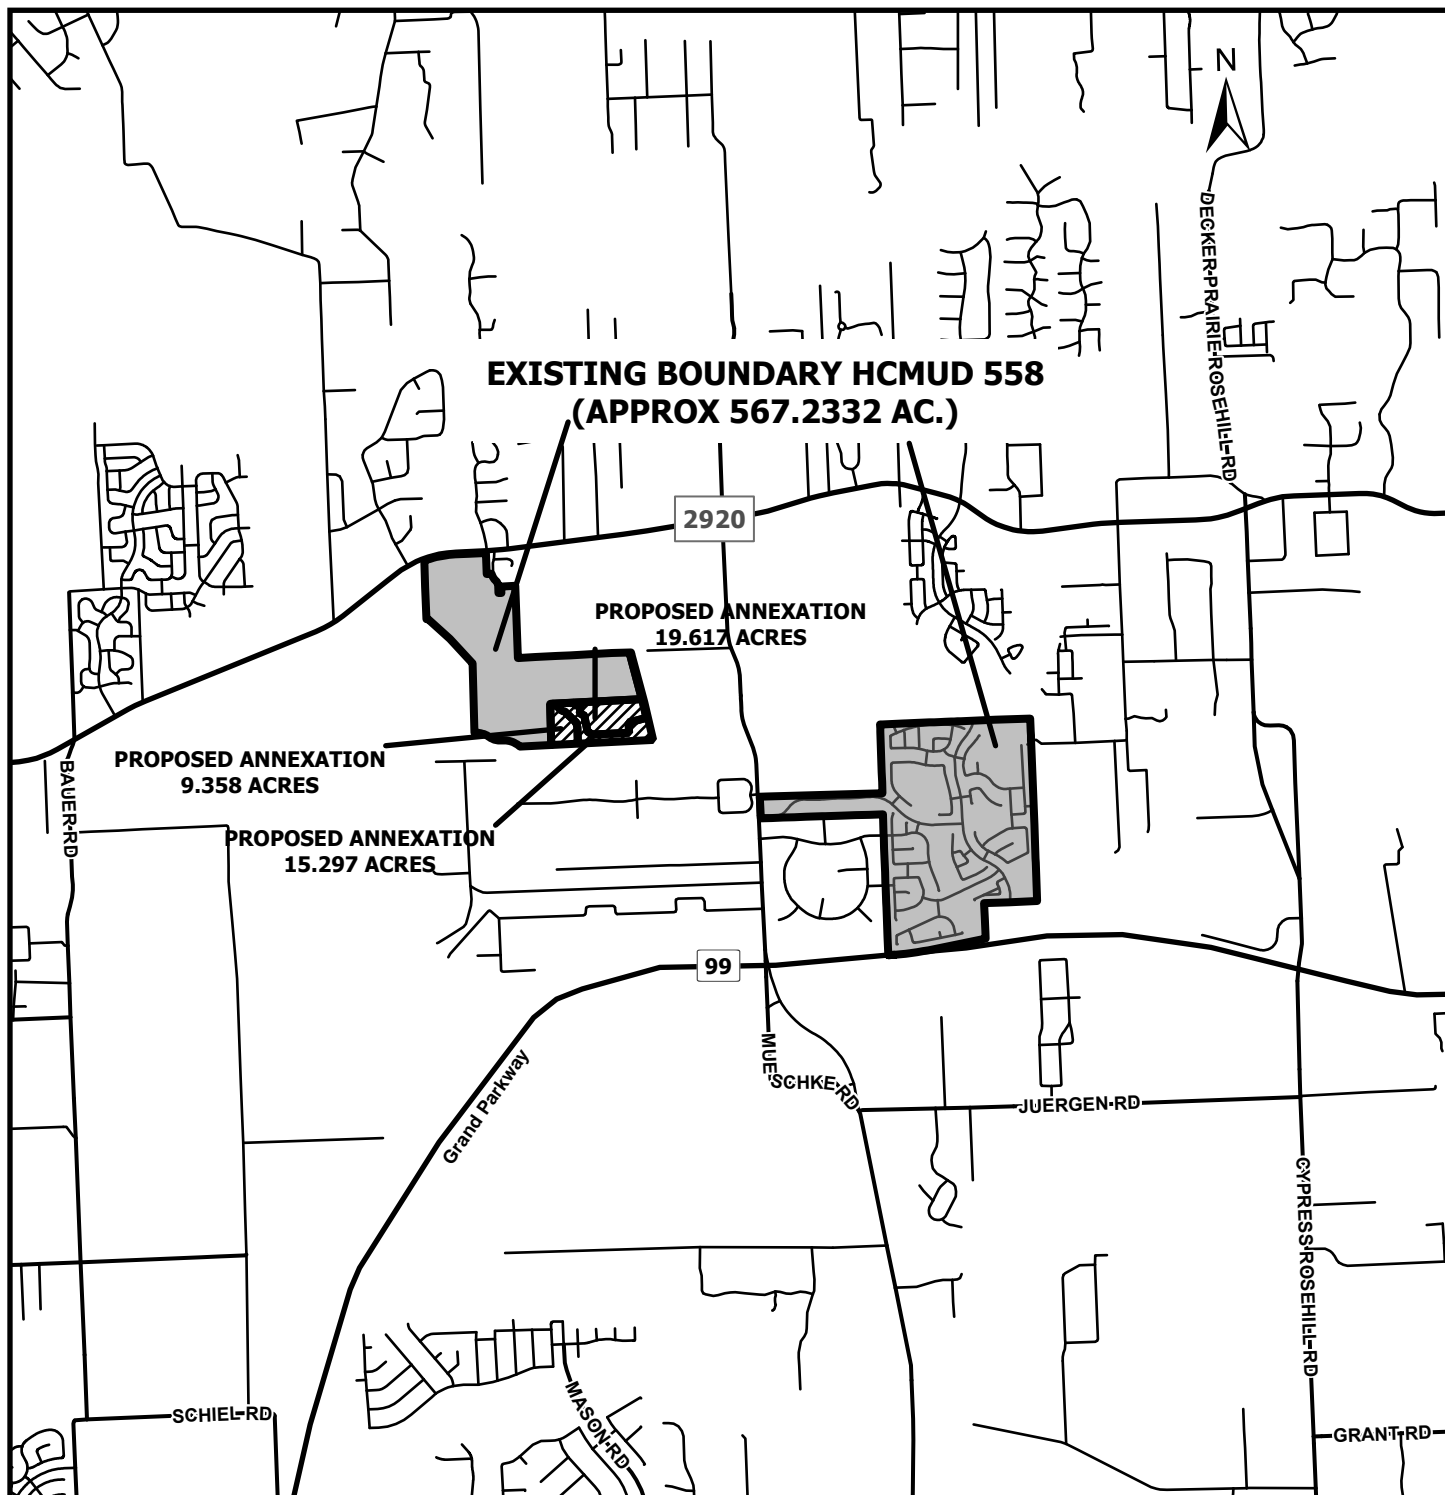 N
DECKER-PRAIRIE-ROSEHILL-RD
EXISTING BOUNDARY HCMUD 558
(APPROX 567.2332 AC.)
2920
PROPOSED ANNEXATION
19.617 ACRES
PROPOSED ANNEXATION
9.358 ACRES
BAUER-RD
PROPOSED ANNEXATION
15.297 ACRES
99
MUESCHKE-RD
Grand Parkway
JUERGEN-RD
CYPRESS-ROSEHILL-RD
MASON-RD
SCHIEL-RD
GRANT-RD